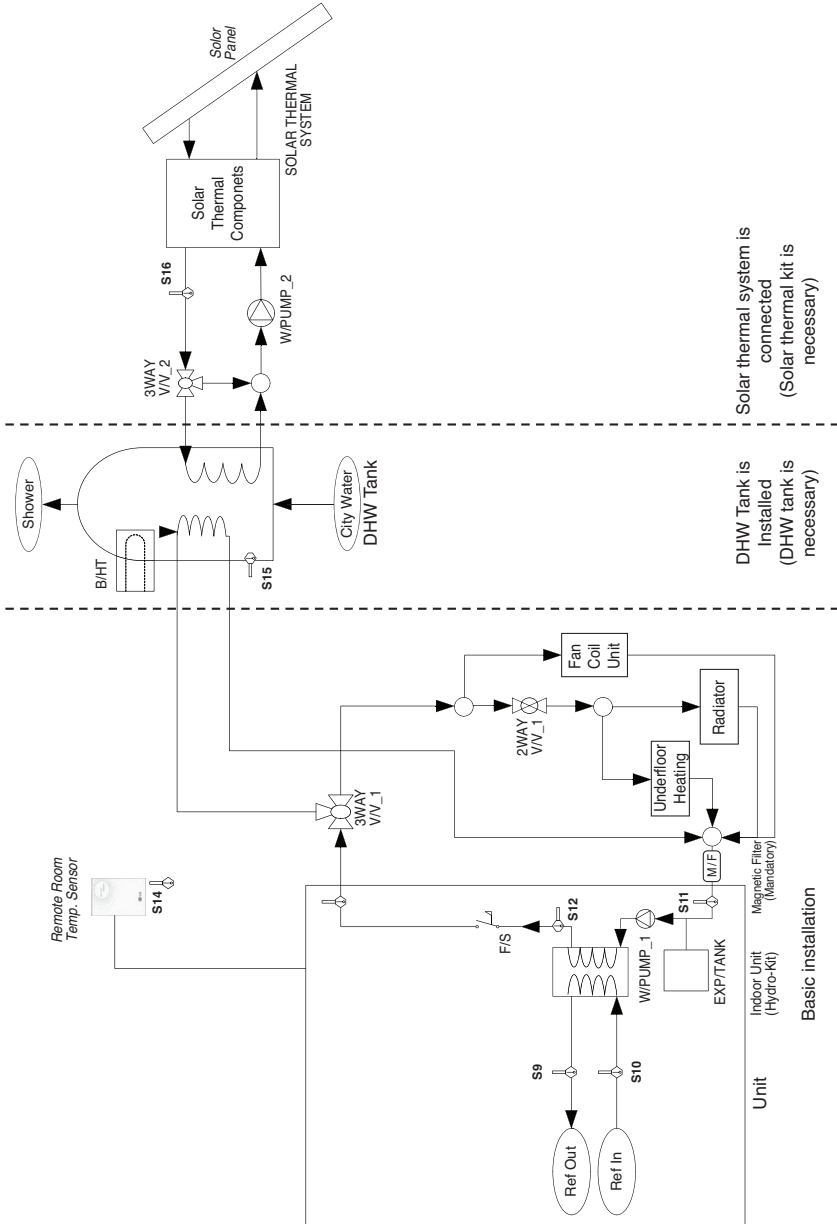 Solor
Panel
SOLAR THERMAL
SYSTEM
Solar
Thermal
Componets
S16
W/PUMP_2
3WAY
V/V_2
Solar thermal system is
connected
(Solar thermal kit is
necessary)
Shower
B/HT
S15
City Water
DHW Tank
DHW Tank is
Installed
(DHW tank is
necessary)
Remote Room
Temp. Sensor
S14
3WAY
V/V_1
2WAY
V/V_1
Fan
Coil
Unit
Radiator
Underfloor
Heating
M/F
Magnetic Filter
(Mandatory)
F/S
S12
S11
W/PUMP_1
EXP/TANK
S9
S10
Ref Out
Ref In
Indoor Unit
(Hydro-Kit)
Unit
Basic installation